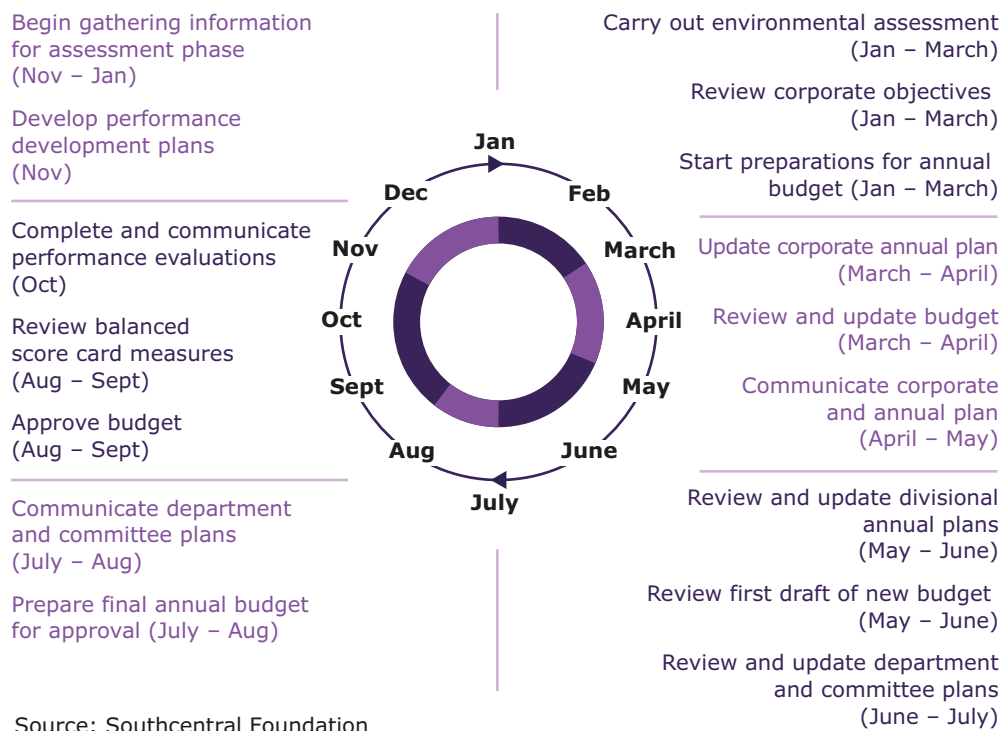 Begin gathering information
for assessment phase
(Nov – Jan)
Develop performance
development plans
(Nov)
Complete and communicate
performance evaluations
(Oct)
Review balanced
score card measures
(Aug – Sept)
Approve budget
(Aug – Sept)
Communicate department
and committee plans
(July – Aug)
Prepare final annual budget
for approval (July – Aug)
Jan
Feb
March
April
May
June
July
Aug
Sept
Oct
Nov
Dec
Carry out environmental assessment
(Jan – March)
Review corporate objectives
(Jan – March)
Start preparations for annual
budget (Jan – March)
Update corporate annual plan
(March – April)
Review and update budget
(March – April)
Communicate corporate
and annual plan
(April – May)
Review and update divisional
annual plans
(May – June)
Review first draft of new budget
(May – June)
Review and update department
and committee plans
(June – July)
Source: Southcentral Foundation